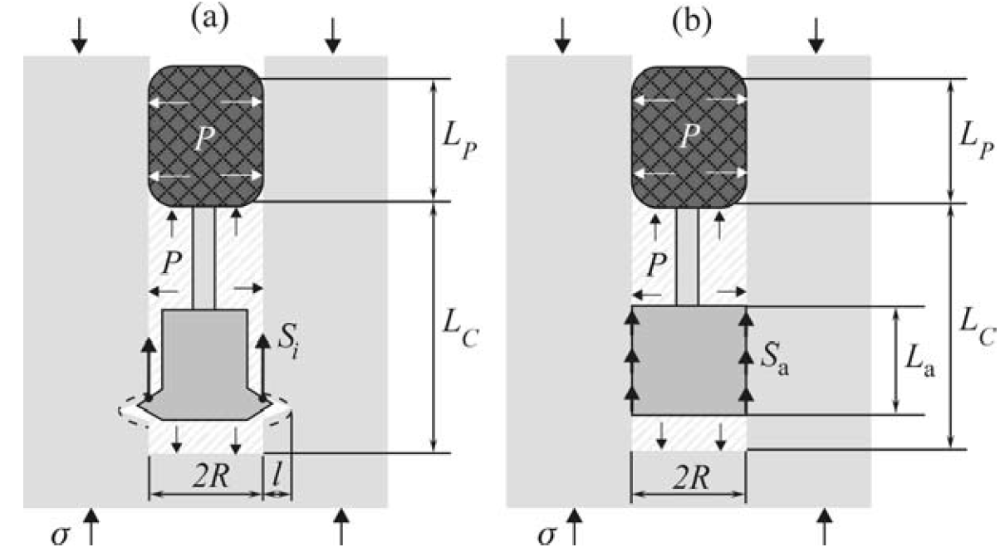 (a) (b)
P P
L_P L_P
P P
S_i L_C S_a L_a L_C
2R l 2R
σ σ